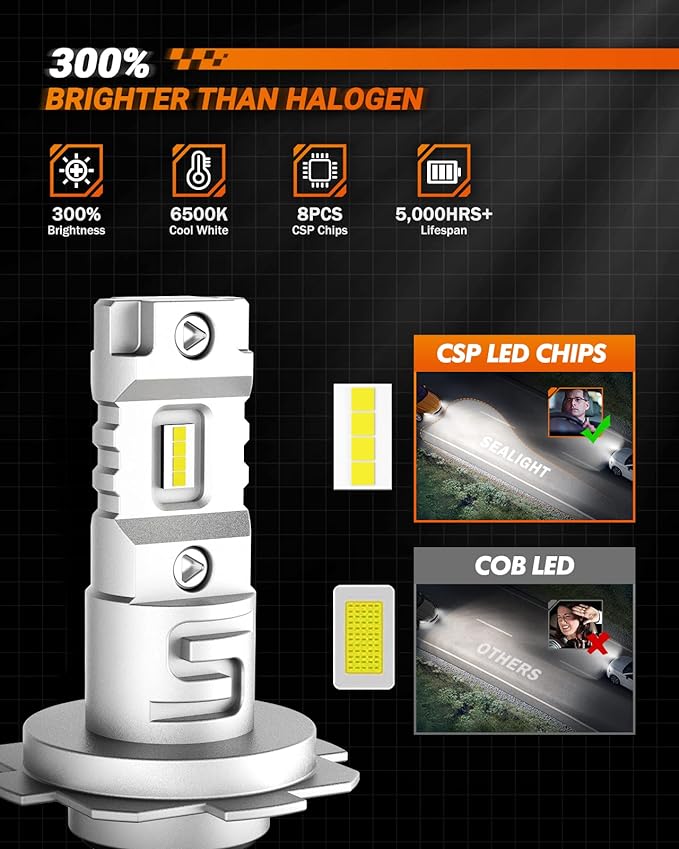 300%
BRIGHTER THAN HALOGEN
300%
Brightness
6500K
Cool White
8PCS
CSP Chips
5,000HRS+
Lifespan
CSP LED CHIPS
SEALIGHT
COB LED
OTHERS
S